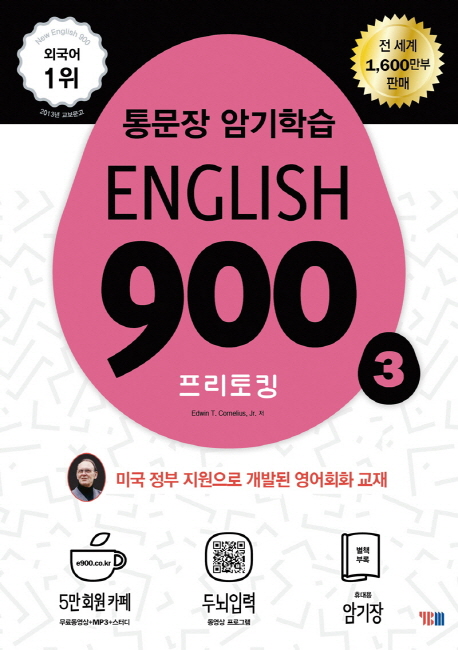 New English 900
외국어
1위
2013년 교보문고
전 세계
1,600만부
판매
통문장 암기학습
ENGLISH
900
프리토킹
3
Edwin T. Cornelius, Jr. 저
미국 정부 지원으로 개발된 영어회화 교재
e900.co.kr
5만 회원 카페
무료동영상+MP3+스터디
두뇌입력
동영상 프로그램
별책
부록
휴대용
암기장
YBM